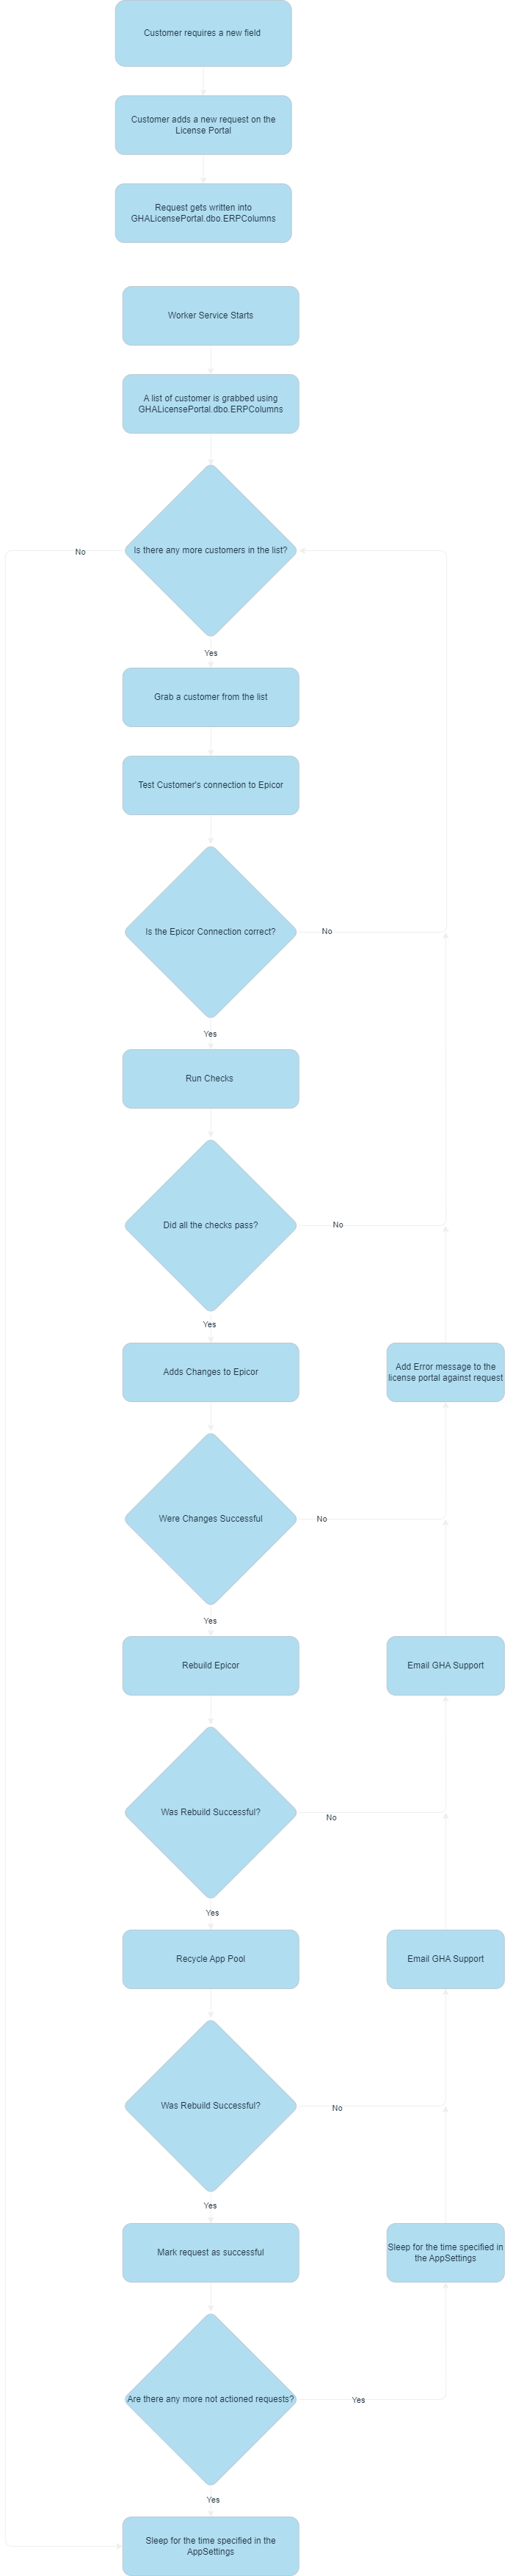 Customer requires a new field
Customer adds a new request on the
License Portal
Request gets written into
GHALicensePortal.dbo.ERPColumns
Worker Service Starts
A list of customer is grabbed using
GHALicensePortal.dbo.ERPColumns
Is there any more customers in the list?
No
Yes
Grab a customer from the list
Test Customer's connection to Epicor
Is the Epicor Connection correct?
No
Yes
Run Checks
Did all the checks pass?
No
Yes
Adds Changes to Epicor
Add Error message to the
license portal against request
Were Changes Successful
No
Yes
Rebuild Epicor
Email GHA Support
Was Rebuild Successful?
No
Yes
Recycle App Pool
Email GHA Support
Was Rebuild Successful?
No
Yes
Mark request as successful
Sleep for the time specified in
the AppSettings
Are there any more not actioned requests?
Yes
Yes
Sleep for the time specified in the
AppSettings